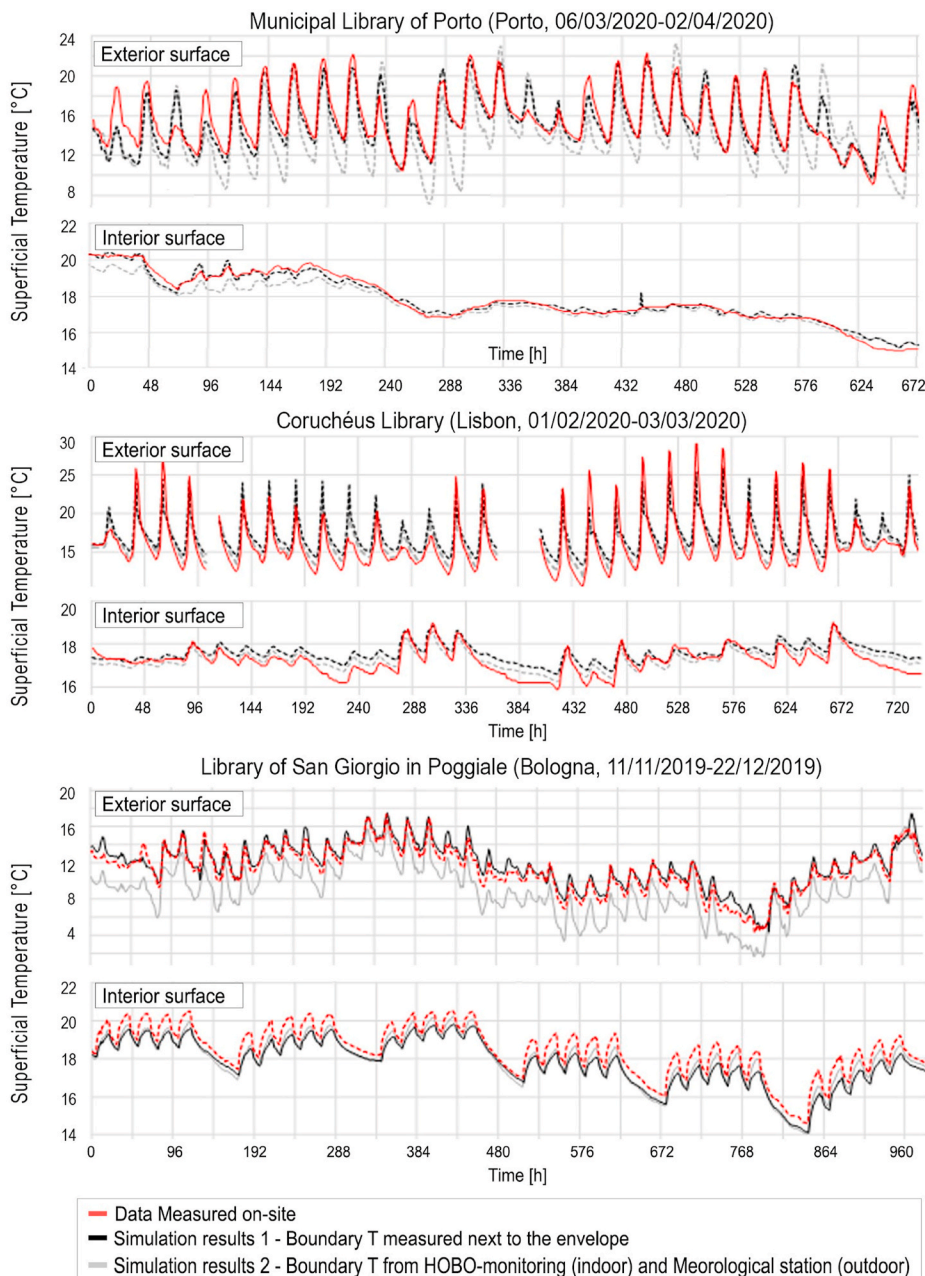 Municipal Library of Porto (Porto, 06/03/2020-02/04/2020)
Superficial Temperature [°C]
24
Exterior surface
20
16
12
8
22
Interior surface
20
18
16
Time [h]
14
0 48 96 144 192 240 288 336 384 432 480 528 576 624 672
Coruchéus Library (Lisbon, 01/02/2020-03/03/2020)
Superficial Temperature [°C]
30
Exterior surface
25
20
15
20
Interior surface
18
16
0 48 96 144 192 240 288 336 384 432 480 528 576 624 672 720
Time [h]
Library of San Giorgio in Poggiale (Bologna, 11/11/2019-22/12/2019)
Superficial Temperature [°C]
20
Exterior surface
16
12
8
4
22
Interior surface
20
18
16
14
0 96 192 288 384 480 576 672 768 864 960
Time [h]
Data Measured on-site
Simulation results 1 - Boundary T measured next to the envelope
Simulation results 2 - Boundary T from HOBO-monitoring (indoor) and Meorological station (outdoor)